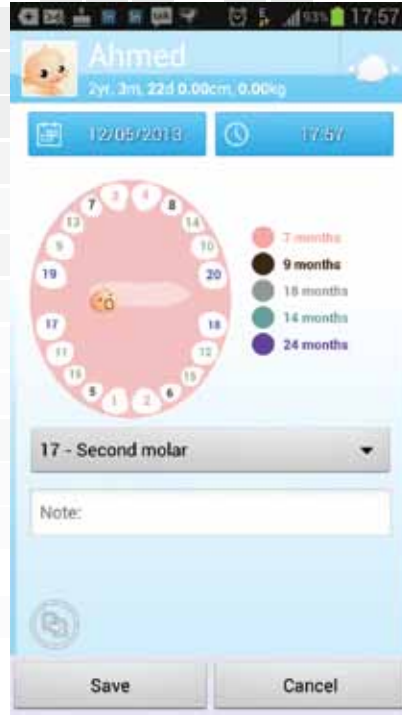 93% 17:57
Ahmed
2yr, 3m, 22d 0.00cm, 0.00kg
12/05/2013 17:57
7 3 4 8
13 14
9 10
19 20
17 18
11 12
15
5 1 2 6
7 months
9 months
18 months
14 months
24 months
17 - Second molar
Note:
Save Cancel